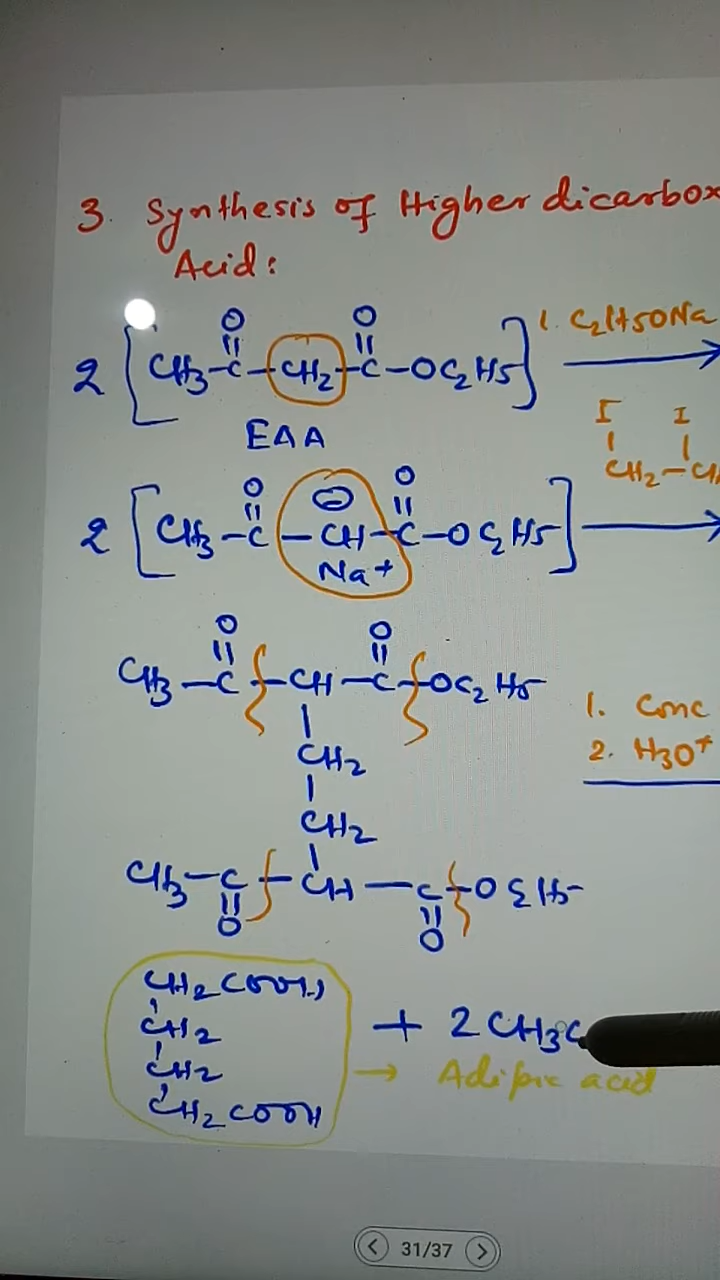 3. Synthesis of Higher dicarbox
Acid:
2 [CH3-C(=O)-CH2-C(=O)-OC2H5] 1. C2H5ONa
EAA
I I
CH2-CH
2 [CH3-C(=O)-CH⊖-C(=O)-OC2H5]
Na+
CH3-C(=O)-CH-C(=O)-OC2H5
1. Conc
CH2
2. H3O+
CH2
CH3-C(=O)-CH-C(=O)-OC2H5
CH2COOH
CH2
+ 2CH3C
CH2
→ Adipic acid
CH2COOH
31/37